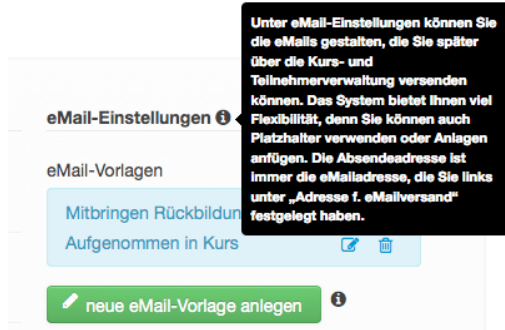 Unter eMail-Einstellungen können Sie
die eMails gestalten, die Sie später
über die Kurs- und
Teilnehmerverwaltung versenden
können. Das System bietet Ihnen viel
Flexibilität, denn Sie können auch
Platzhalter verwenden oder Anlagen
anfügen. Die Absendeadresse ist
immer die eMailadresse, die Sie links
unter „Adresse f. eMailversand“
festgelegt haben.
eMail-Einstellungen
eMail-Vorlagen
Mitbringen Rückbildun
Aufgenommen in Kurs
neue eMail-Vorlage anlegen